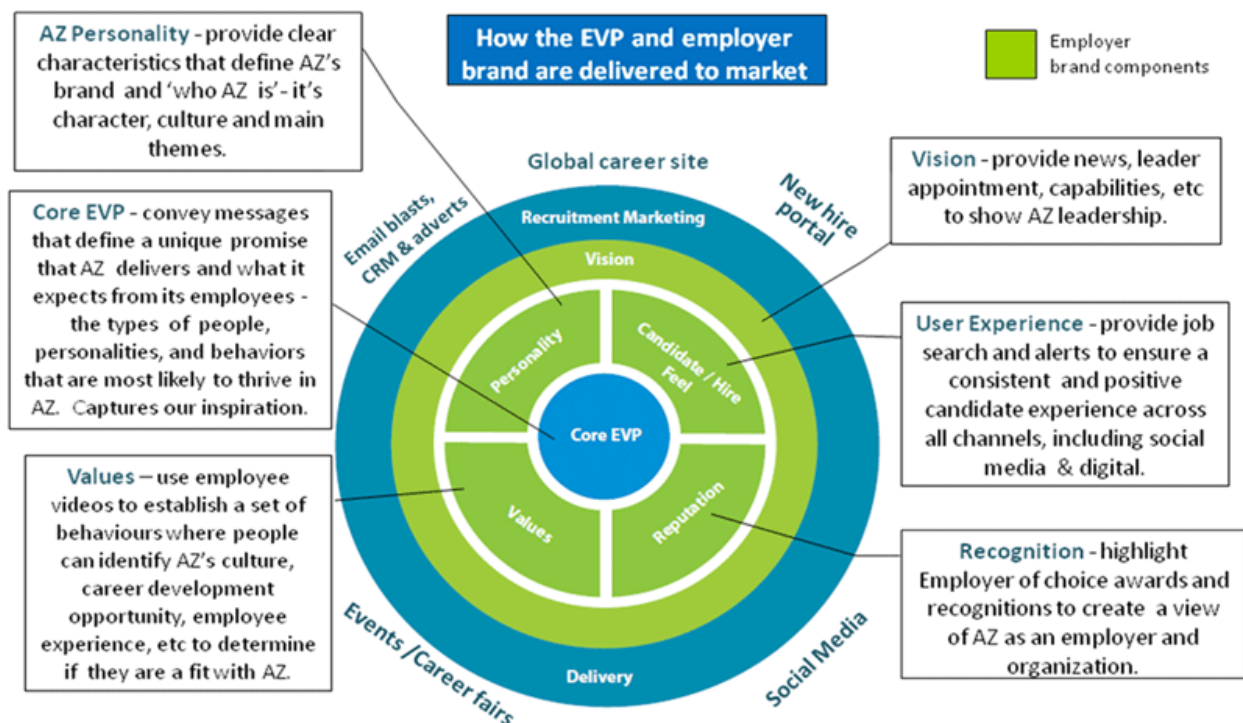 How the EVP and employer
brand are delivered to market
Employer
brand components
AZ Personality - provide clear
characteristics that define AZ's
brand and 'who AZ is'- it's
character, culture and main
themes.
Core EVP - convey messages
that define a unique promise
that AZ delivers and what it
expects from its employees -
the types of people,
personalities, and behaviors
that are most likely to thrive in
AZ. Captures our inspiration.
Values – use employee
videos to establish a set of
behaviours where people
can identify AZ's culture,
career development
opportunity, employee
experience, etc to determine
if they are a fit with AZ.
Global career site
Email blasts,
CRM & adverts
New hire
portal
Recruitment Marketing
Vision
Personality
Candidate / Hire
Feel
Core EVP
Values
Reputation
Delivery
Events /Career fairs
Social Media
Vision - provide news, leader
appointment, capabilities, etc
to show AZ leadership.
User Experience - provide job
search and alerts to ensure a
consistent and positive
candidate experience across
all channels, including social
media & digital.
Recognition - highlight
Employer of choice awards and
recognitions to create a view
of AZ as an employer and
organization.